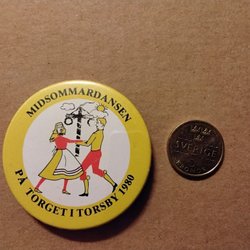 MIDSOMMARDANSEN
PÅ TORGET I TORSBY 1980
SVERIGE